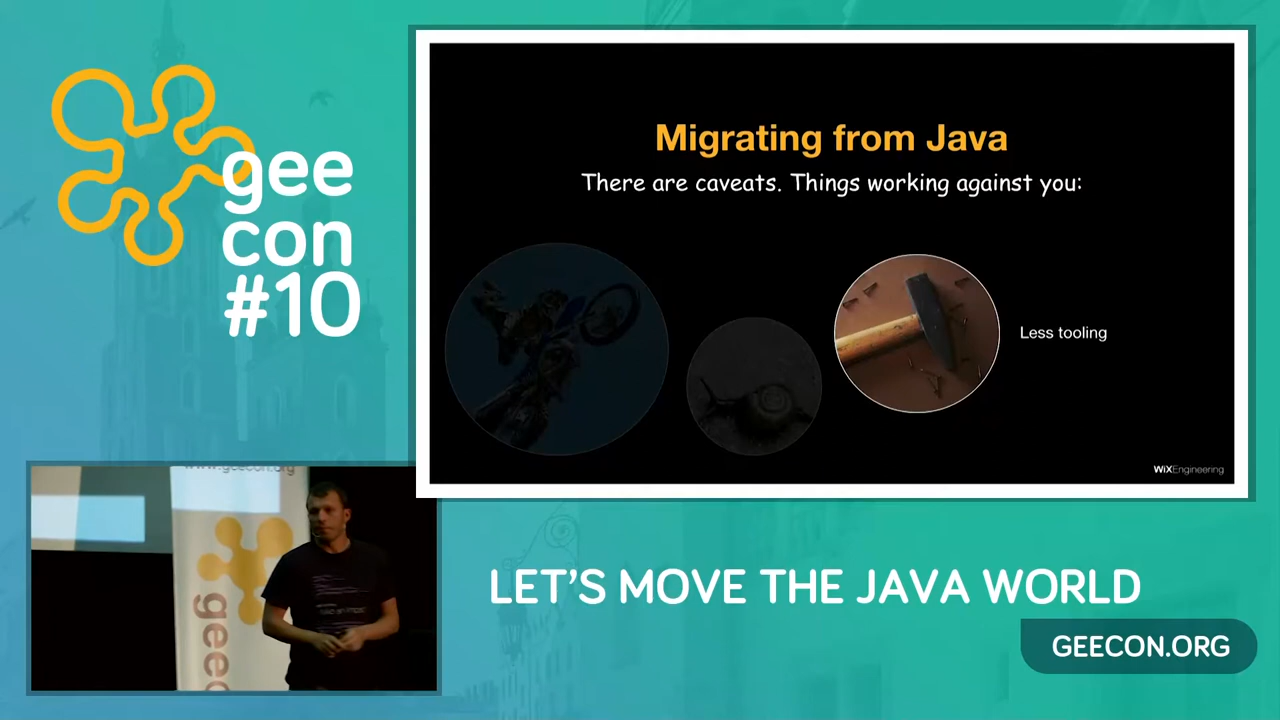 gee
con
#10
Migrating from Java
There are caveats. Things working against you:
Less tooling
WiXEngineering
www.geecon.org
geec
LET'S MOVE THE JAVA WORLD
GEECON.ORG